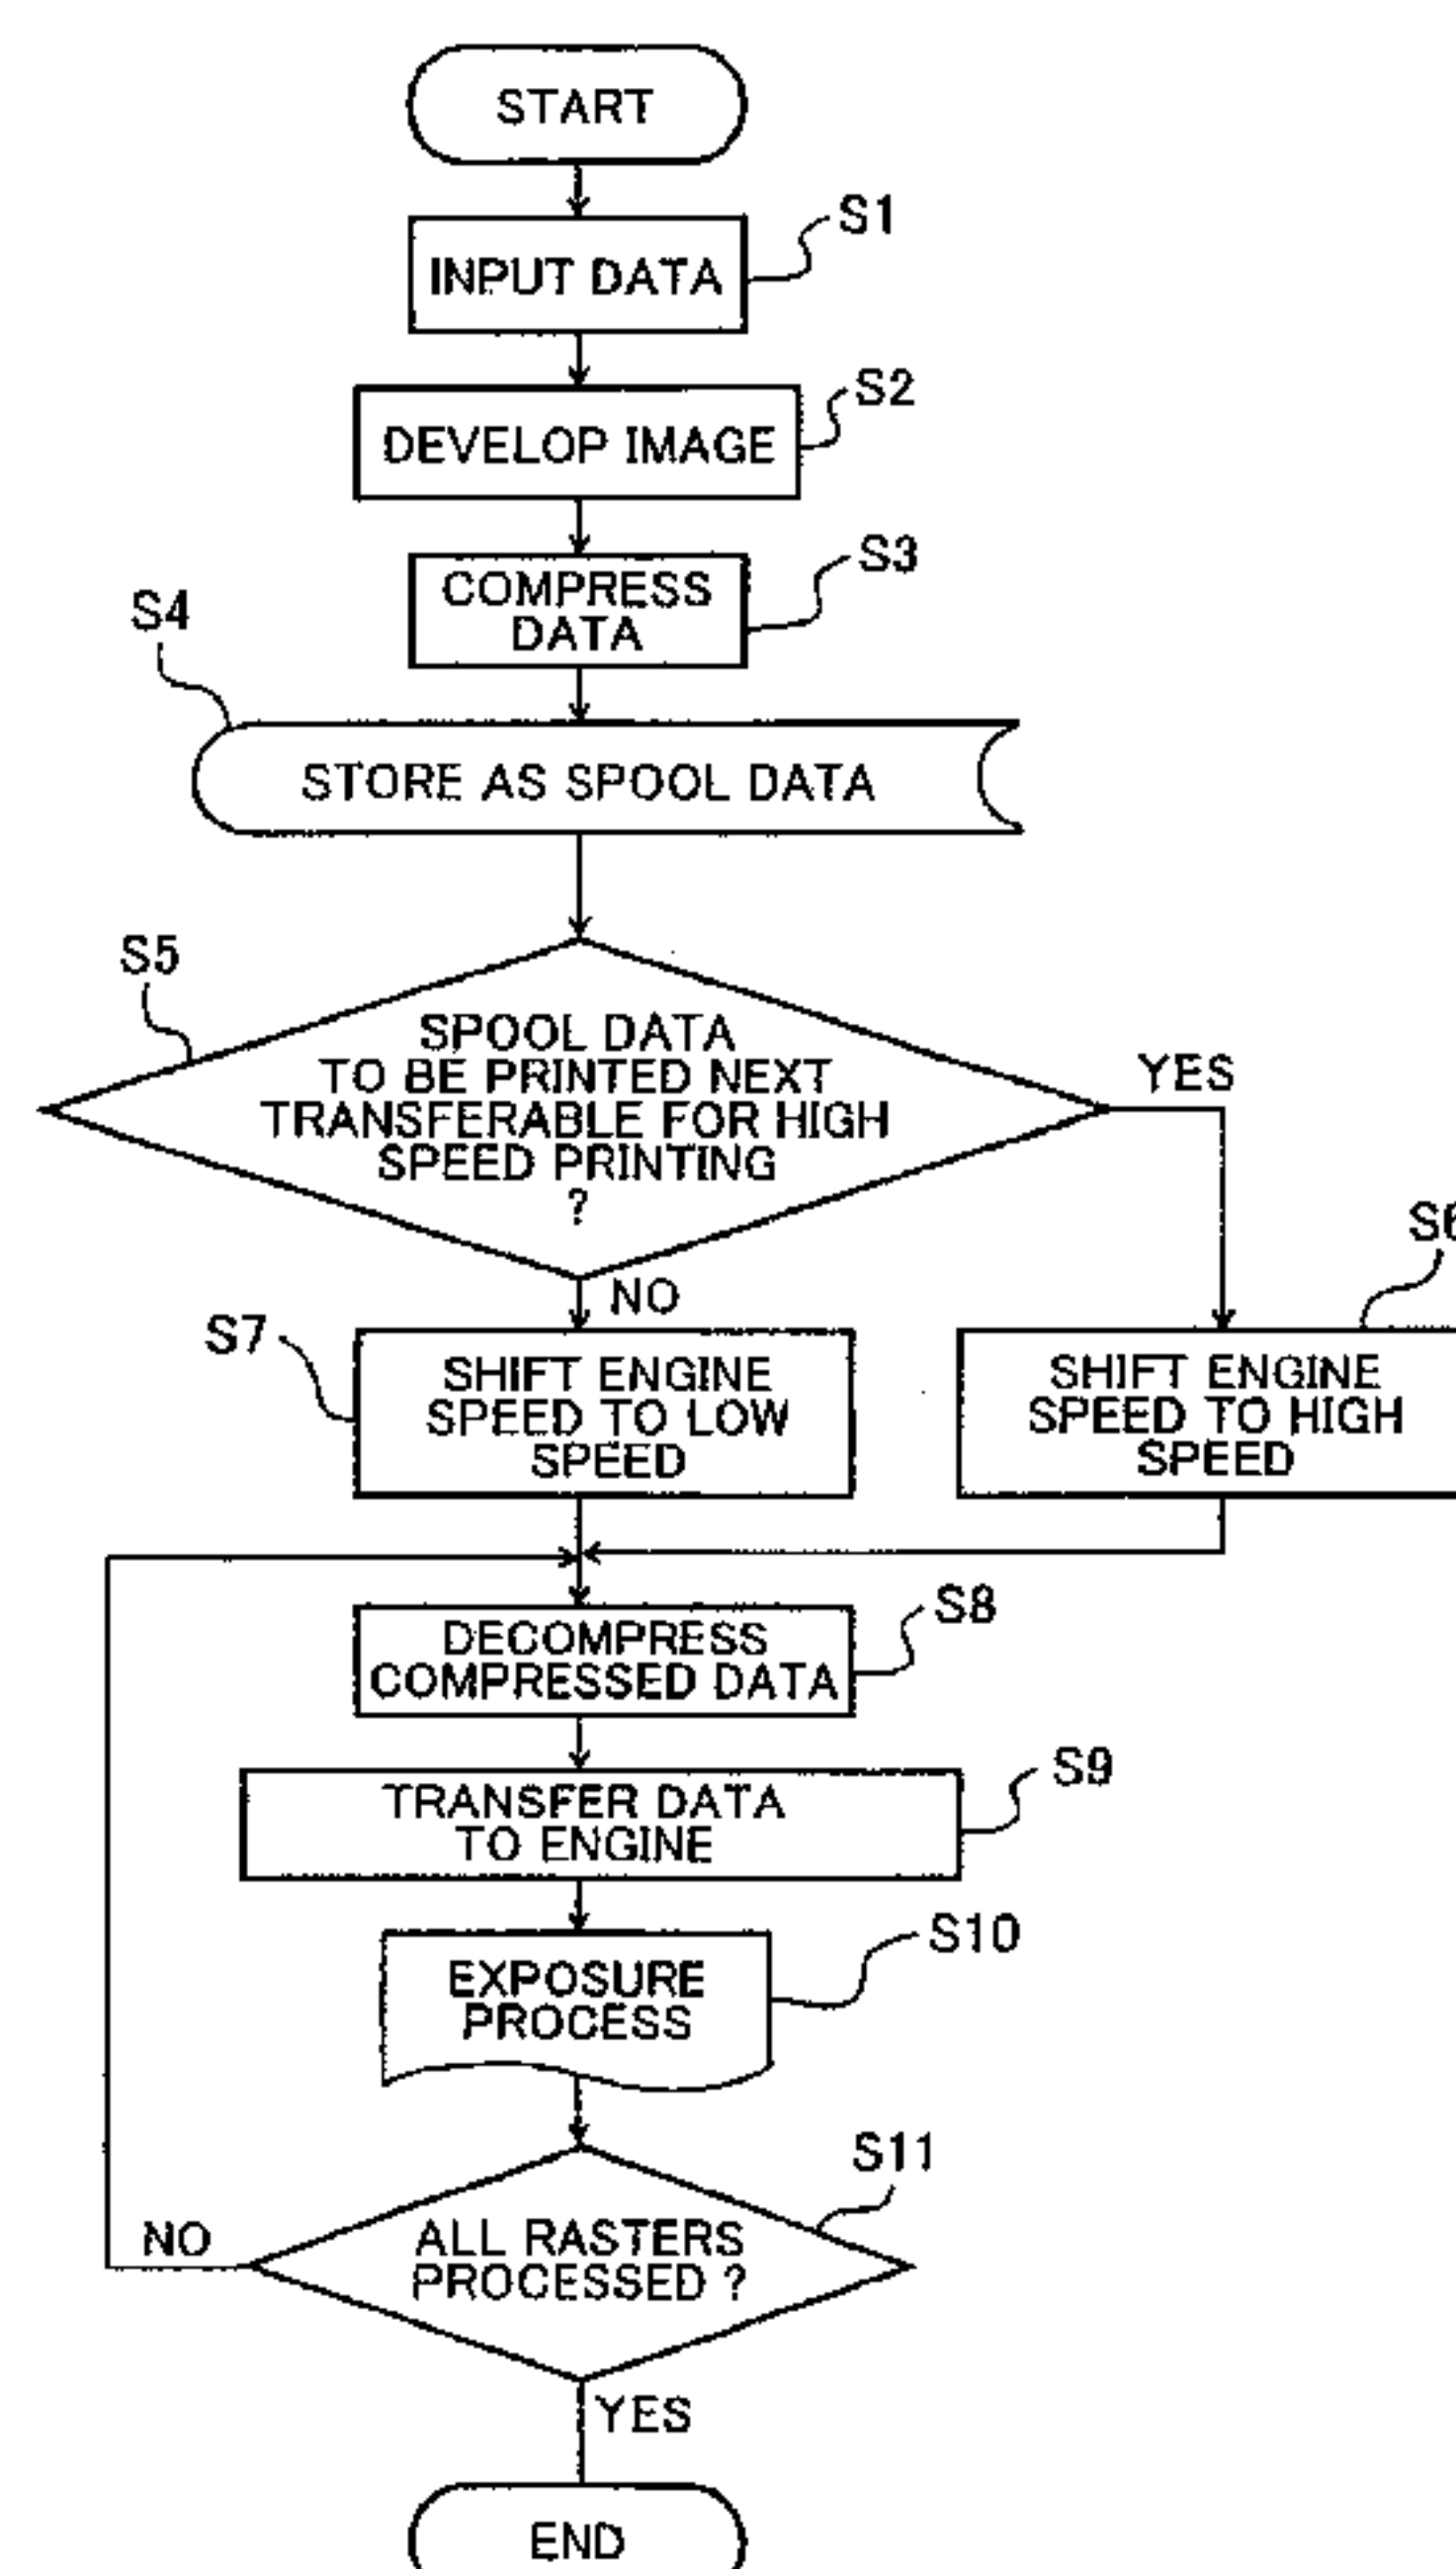 START
S1
INPUT DATA
S2
DEVELOP IMAGE
S3
COMPRESS
DATA
S4
STORE AS SPOOL DATA
S5
SPOOL DATA
TO BE PRINTED NEXT
TRANSFERABLE FOR HIGH
SPEED PRINTING
?
YES
NO
S6
S7
SHIFT ENGINE
SPEED TO LOW
SPEED
SHIFT ENGINE
SPEED TO HIGH
SPEED
S8
DECOMPRESS
COMPRESSED DATA
S9
TRANSFER DATA
TO ENGINE
S10
EXPOSURE
PROCESS
S11
NO
ALL RASTERS
PROCESSED ?
YES
END